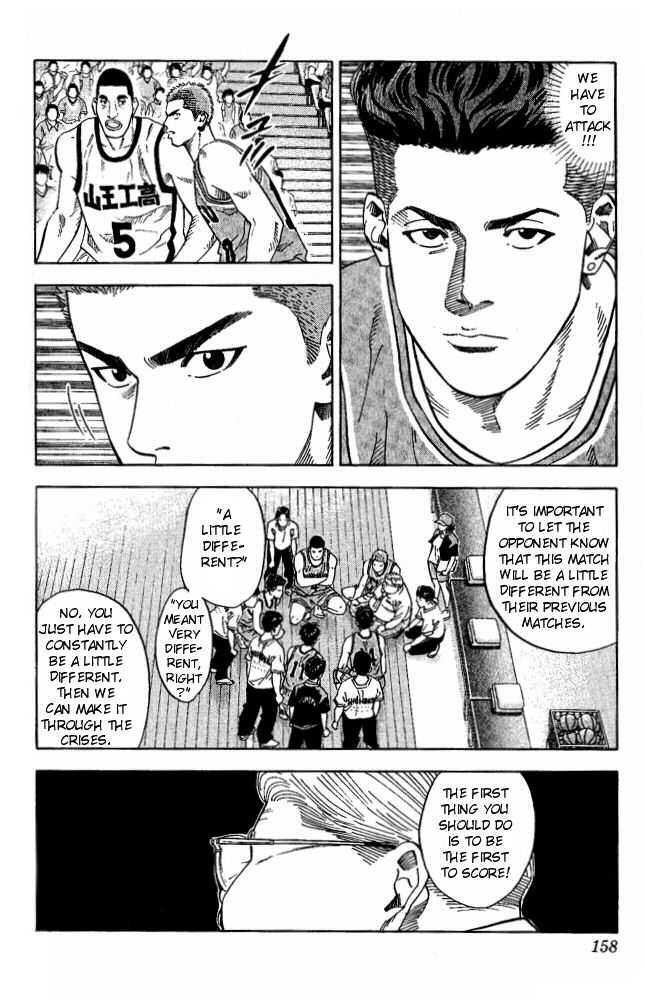 WE
HAVE
TO
ATTACK
!!!
山王工高
5
IT'S IMPORTANT
TO LET THE
OPPONENT KNOW
THAT THIS MATCH
WILL BE A LITTLE
DIFFERENT FROM
THEIR PREVIOUS
MATCHES.
"A
LITTLE
DIFFE-
RENT?"
"YOU
MEANT
VERY
DIFFE-
RENT,
RIGHT
?"
NO, YOU
JUST HAVE TO
CONSTANTLY
BE A LITTLE
DIFFERENT,
THEN WE
CAN MAKE IT
THROUGH THE
CRISES.
THE FIRST
THING YOU
SHOULD DO
IS TO BE
THE FIRST
TO SCORE!
158